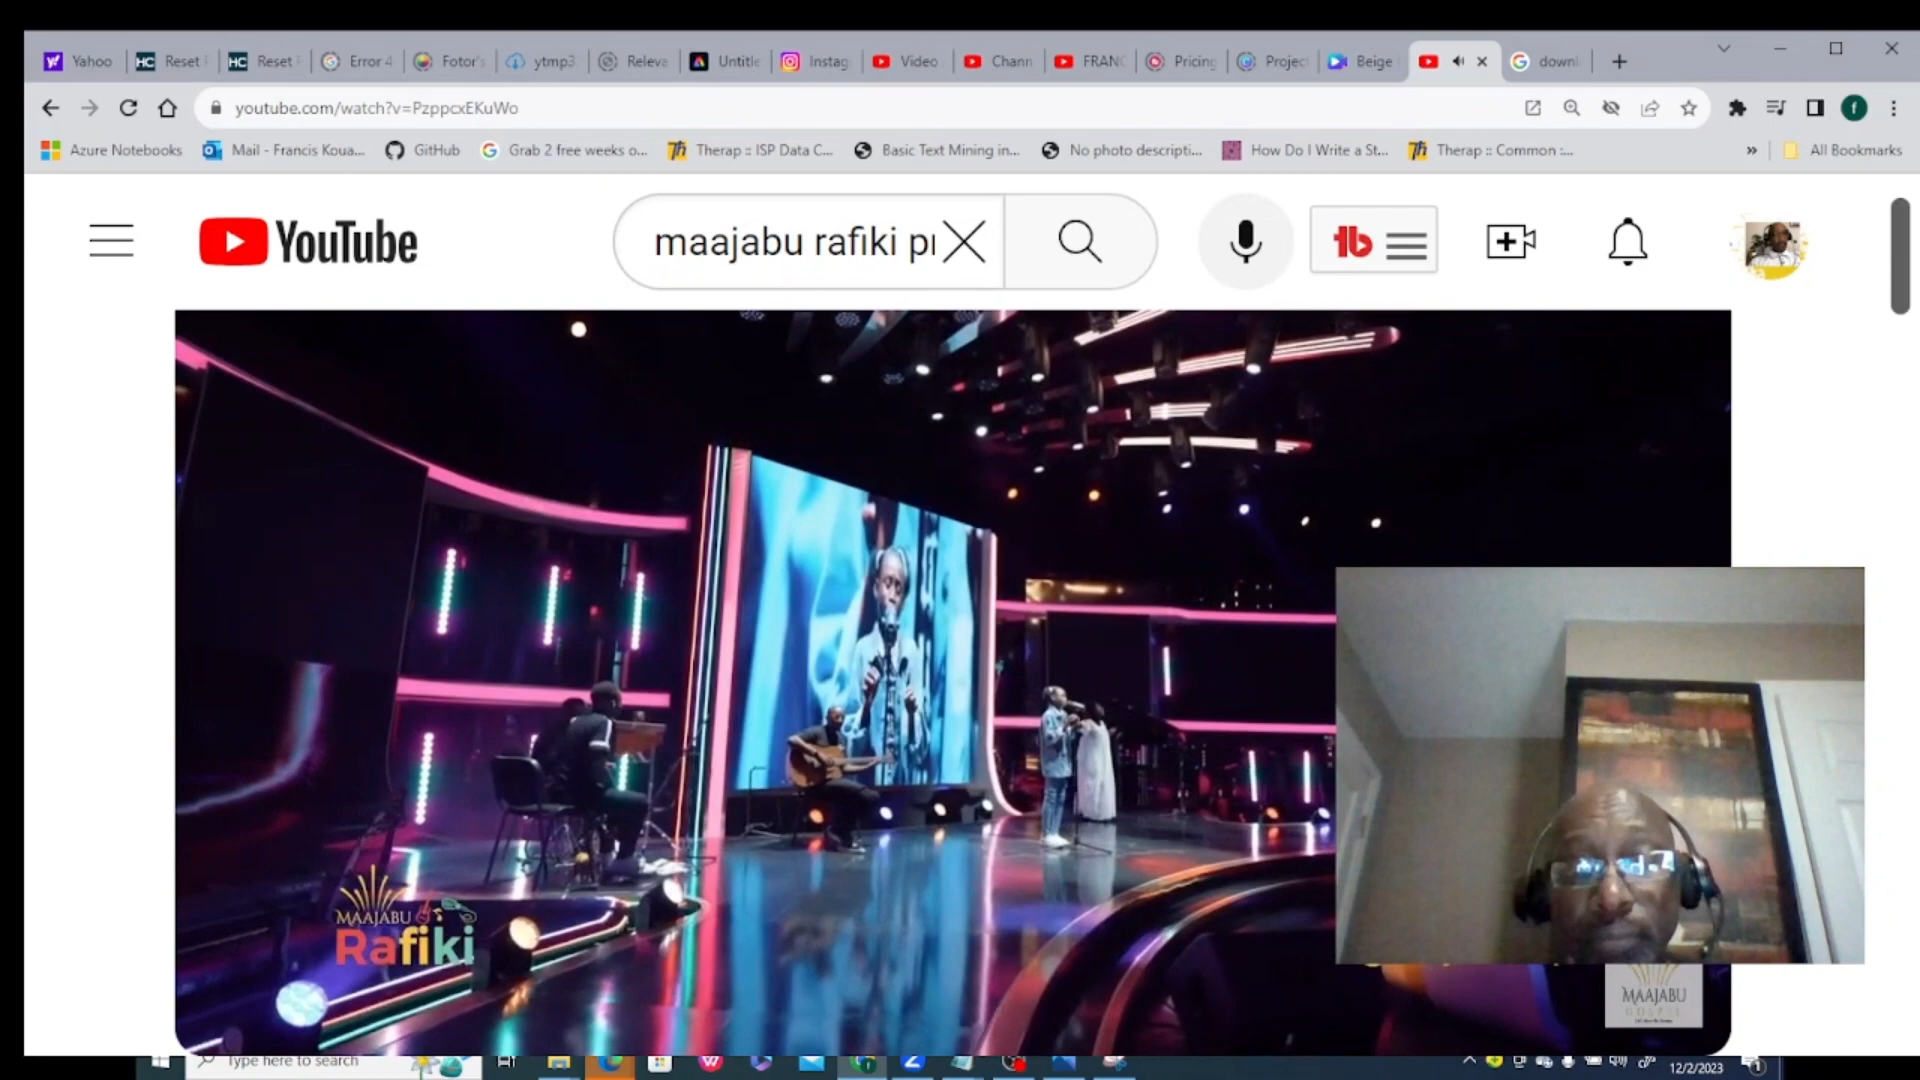 Yahoo
Reset
Reset
Error 4
Fotor's
ytmp3
Releva
Untitle
Instag
Video
Chann
FRANC
Pricing
Project
Beige
downl
youtube.com/watch?v=PzppcxEKuWo
Azure Notebooks
Mail - Francis Koua...
GitHub
Grab 2 free weeks o...
Therap :: ISP Data C...
Basic Text Mining in...
No photo descripti...
How Do I Write a St...
Therap :: Common :...
All Bookmarks
YouTube
maajabu rafiki pr
MAAJABU
Rafiki
MAAJABU
GOSPEL
Type here to search
12/2/2023